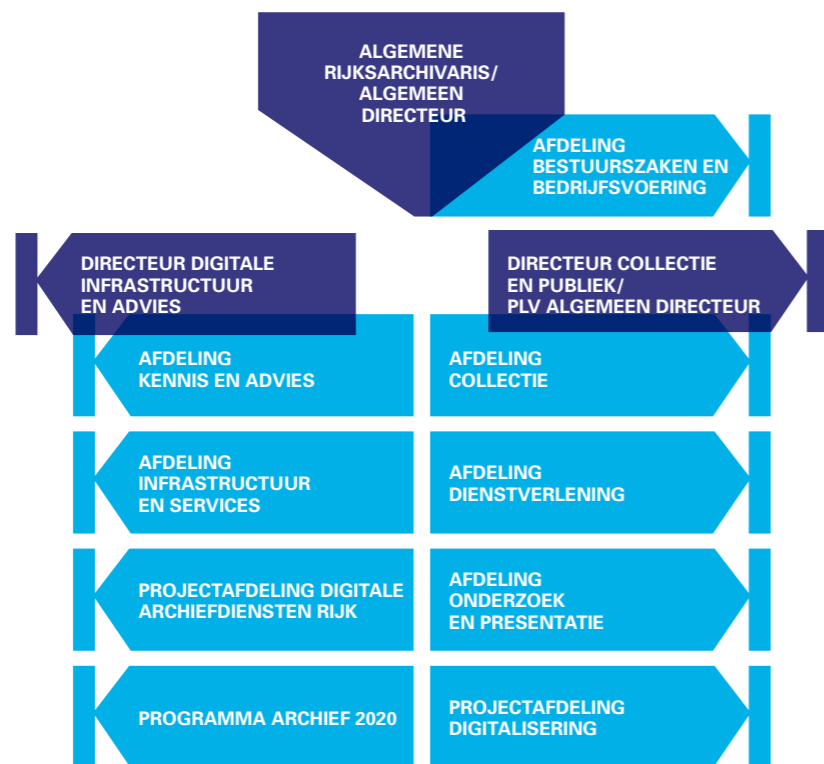 ALGEMENE
RIJKSARCHIVARIS/
ALGEMEEN
DIRECTEUR
AFDELING
BESTUURSZAKEN EN
BEDRIJFSVOERING
DIRECTEUR DIGITALE
INFRASTRUCTUUR
EN ADVIES
DIRECTEUR COLLECTIE
EN PUBLIEK/
PLV ALGEMEEN DIRECTEUR
AFDELING
KENNIS EN ADVIES
AFDELING
COLLECTIE
AFDELING
INFRASTRUCTUUR
EN SERVICES
AFDELING
DIENSTVERLENING
PROJECTAFDELING DIGITALE
ARCHIEFDIENSTEN RIJK
AFDELING
ONDERZOEK
EN PRESENTATIE
PROGRAMMA ARCHIEF 2020
PROJECTAFDELING
DIGITALISERING